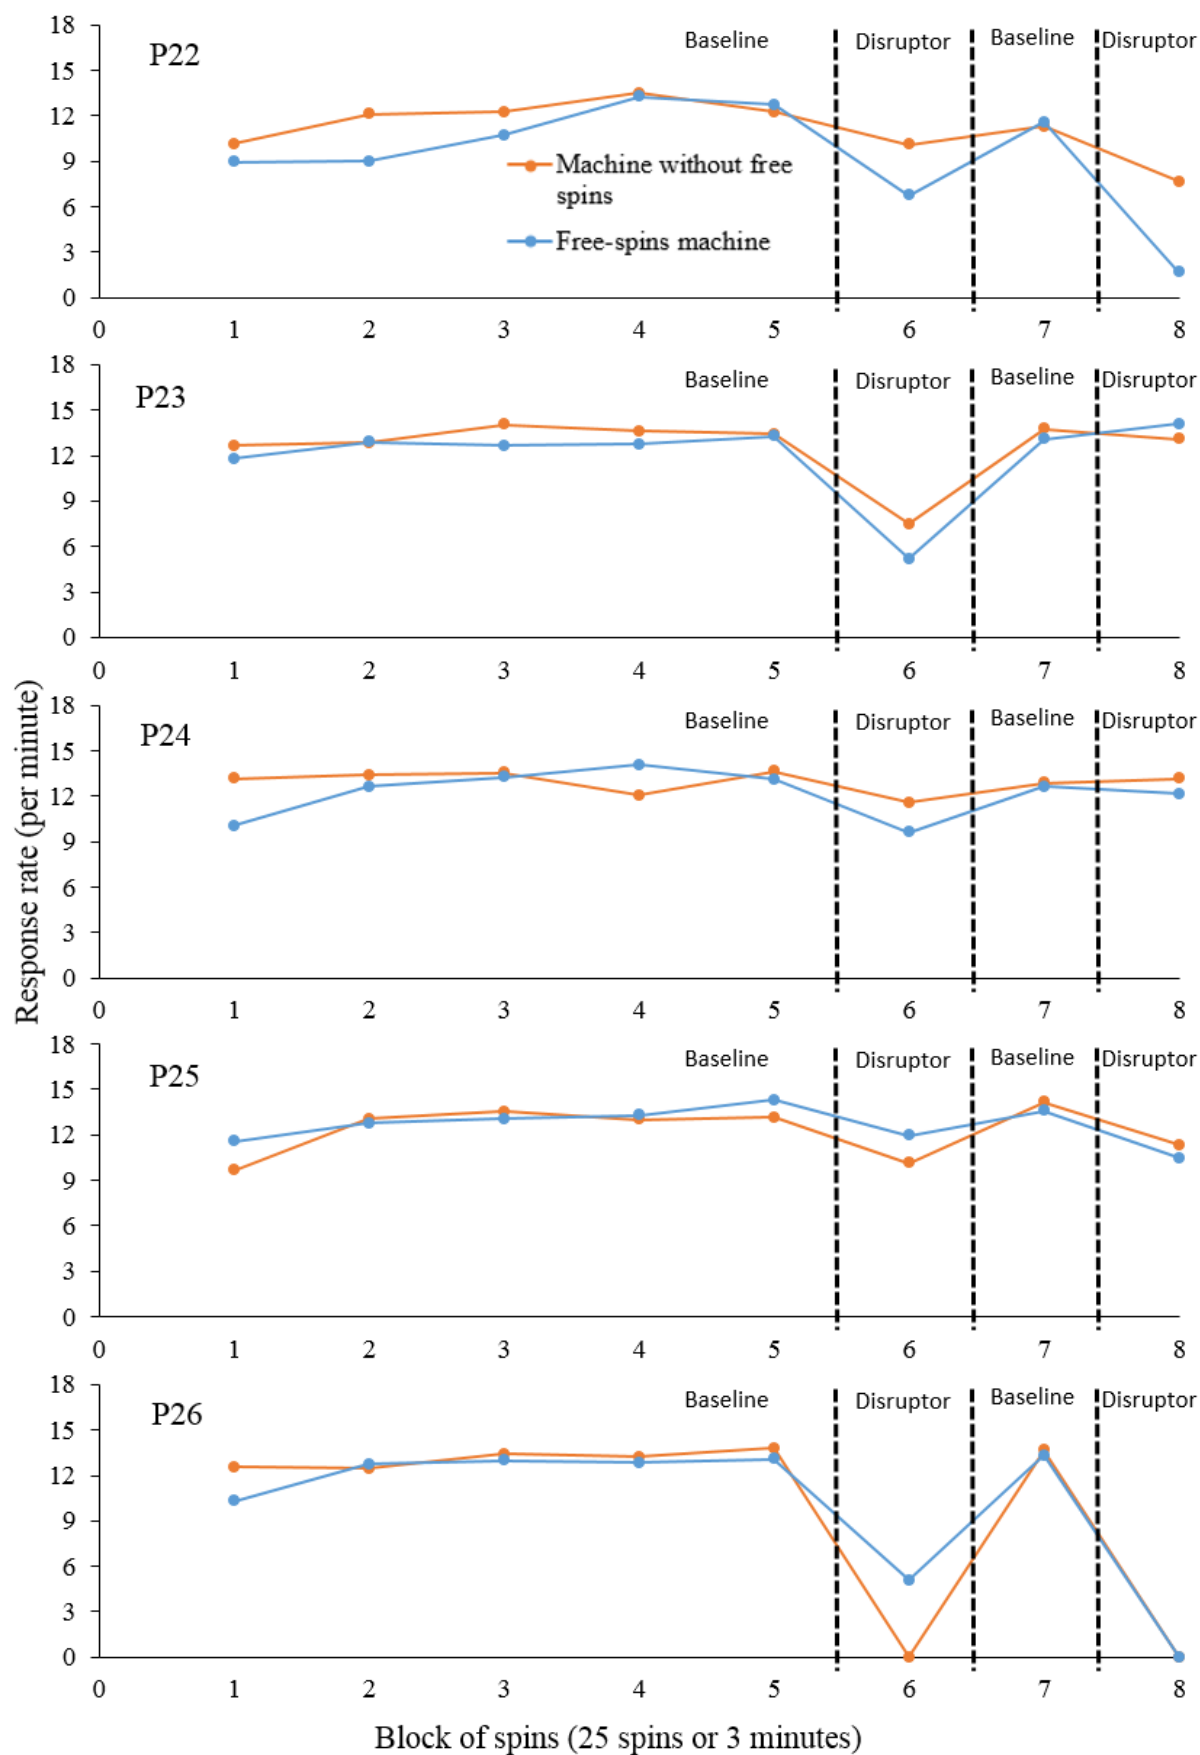 18
Baseline Disruptor Baseline Disruptor
P22
15
12
9
Machine without free
spins
6
Free-spins machine
3
0
0 1 2 3 4 5 6 7 8
18
Baseline Disruptor Baseline Disruptor
P23
15
12
9
6
3
0
0 1 2 3 4 5 6 7 8
Response rate (per minute)
18
Baseline Disruptor Baseline Disruptor
P24
15
12
9
6
3
0
0 1 2 3 4 5 6 7 8
18
Baseline Disruptor Baseline Disruptor
P25
15
12
9
6
3
0
0 1 2 3 4 5 6 7 8
18
Baseline Disruptor Baseline Disruptor
P26
15
12
9
6
3
0
0 1 2 3 4 5 6 7 8
Block of spins (25 spins or 3 minutes)